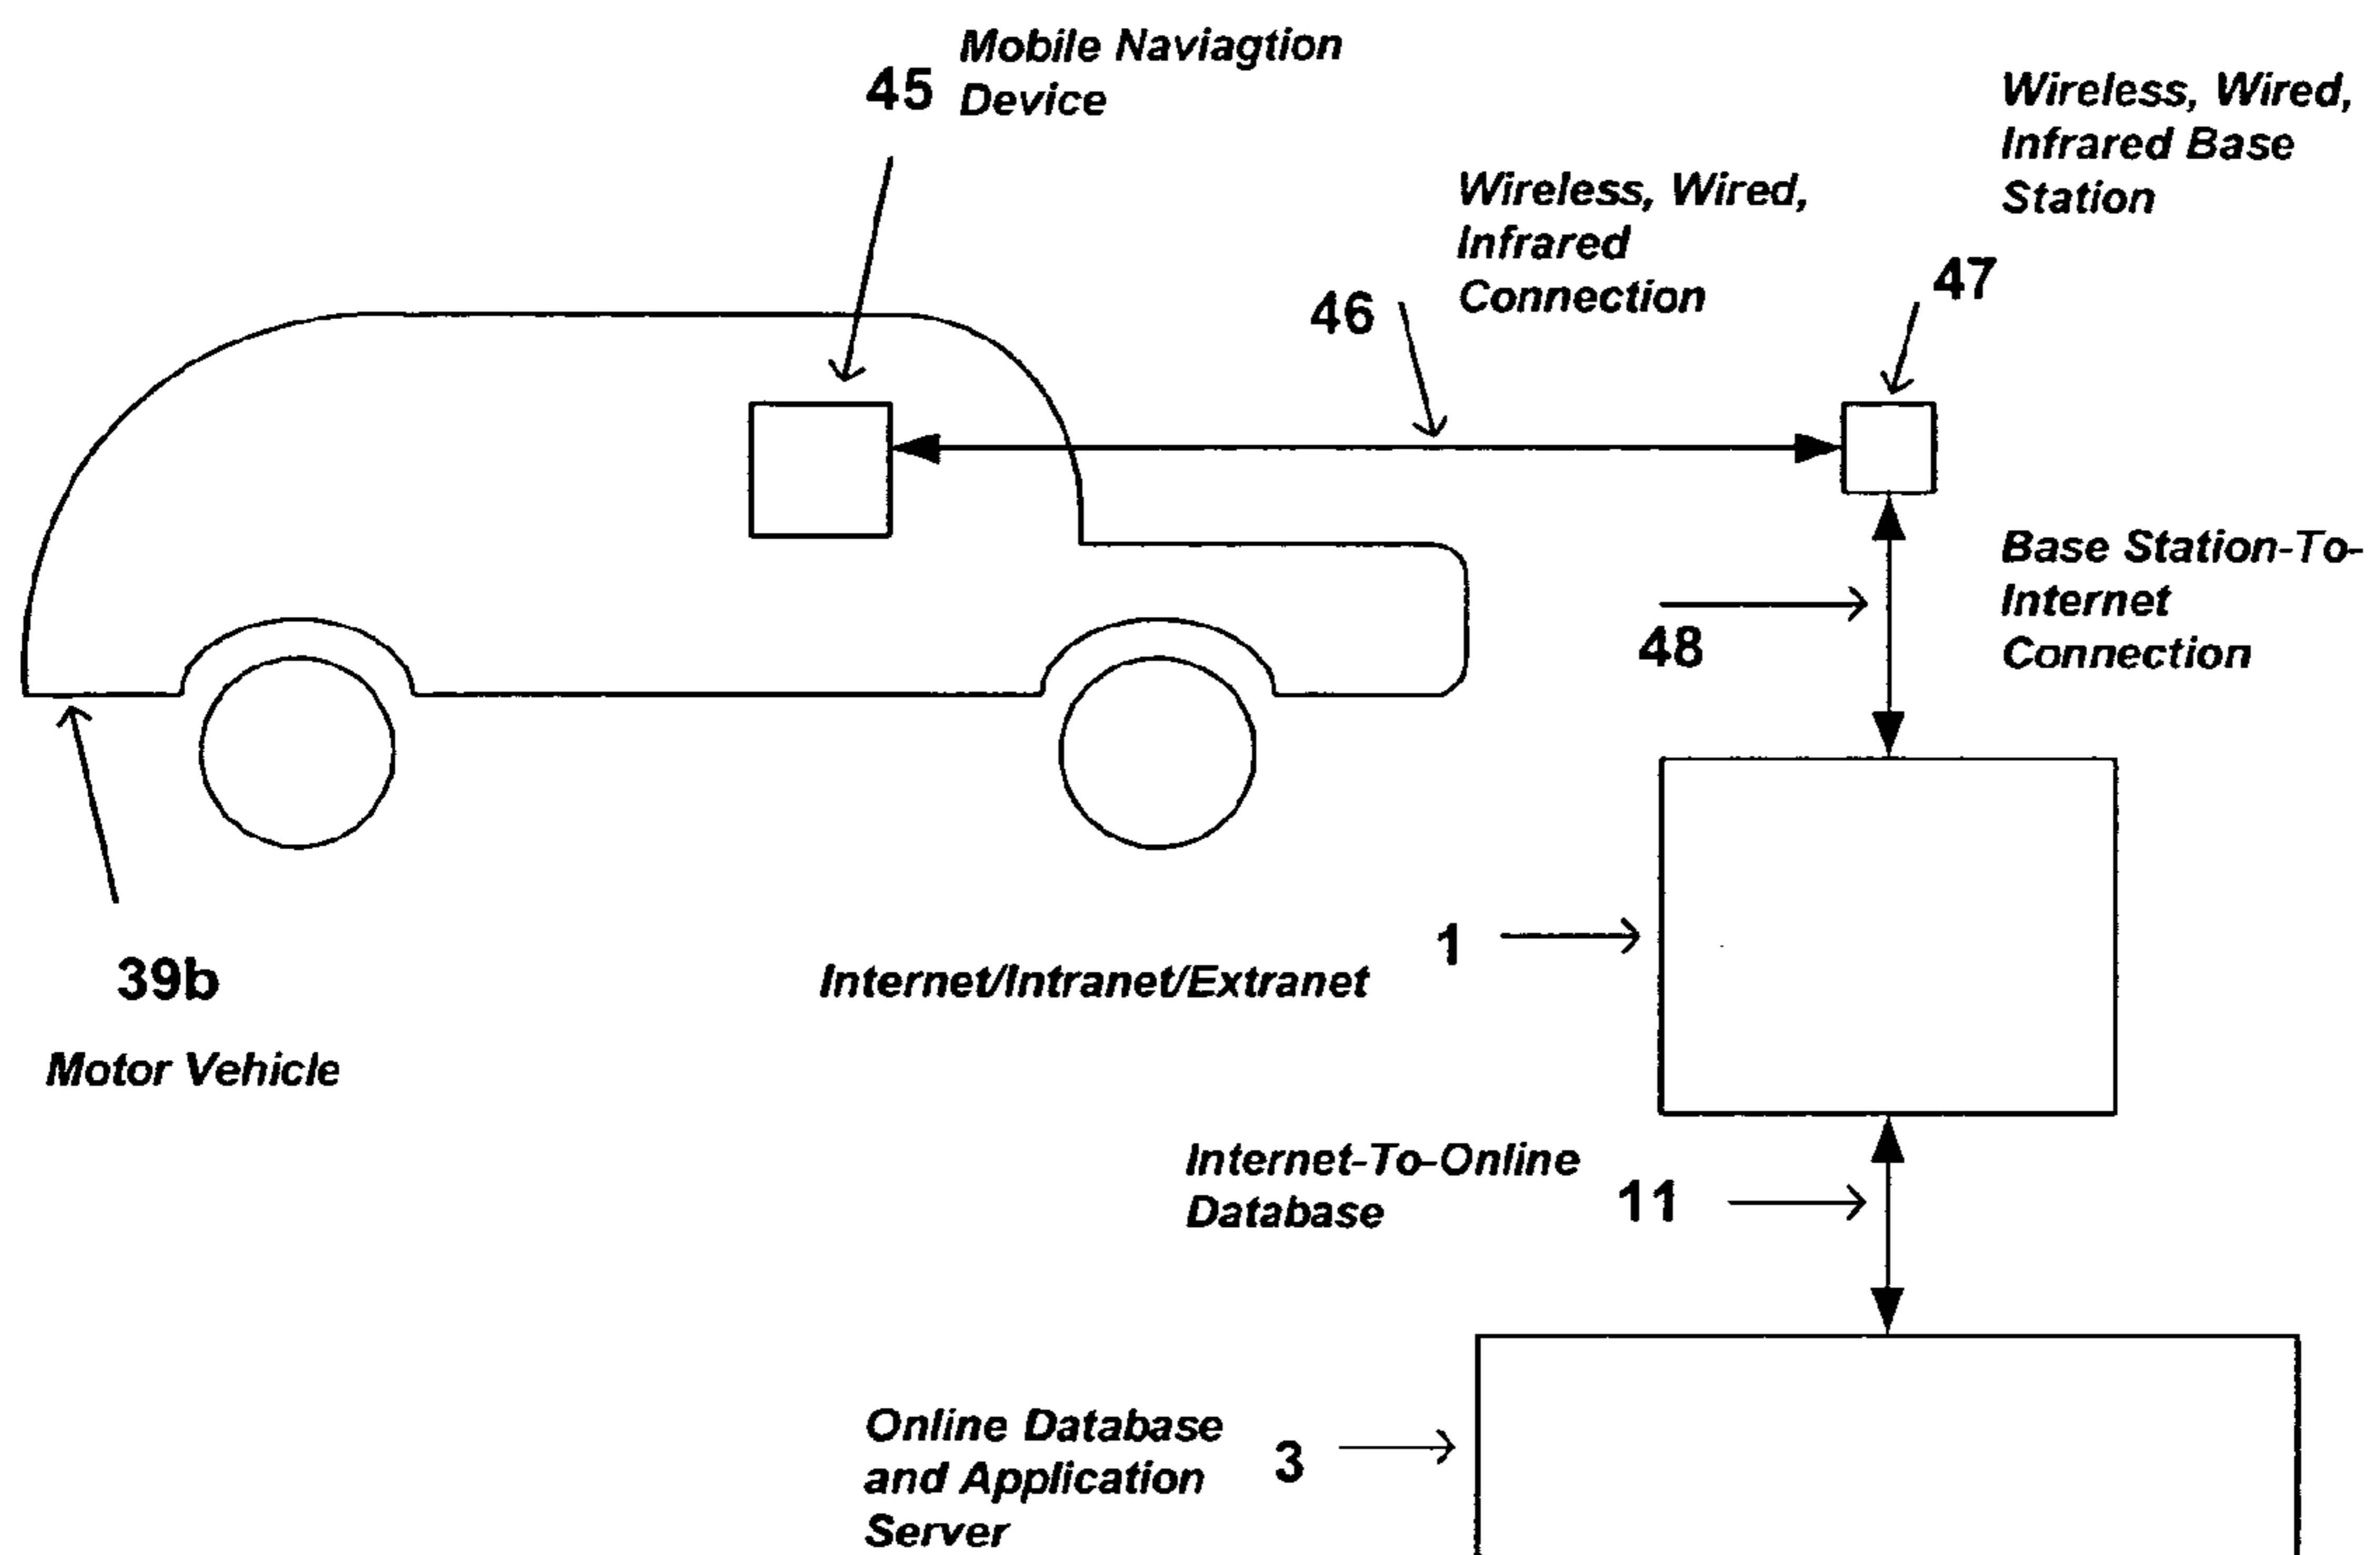 45
Mobile Naviagtion
Device
Wireless, Wired,
Infrared Base
Station
47
Wireless, Wired,
Infrared
Connection
46
Base Station-To-
Internet
Connection
48
39b
Motor Vehicle
1
Internet/Intranet/Extranet
Internet-To-Online
Database
11
Online Database
and Application
Server
3